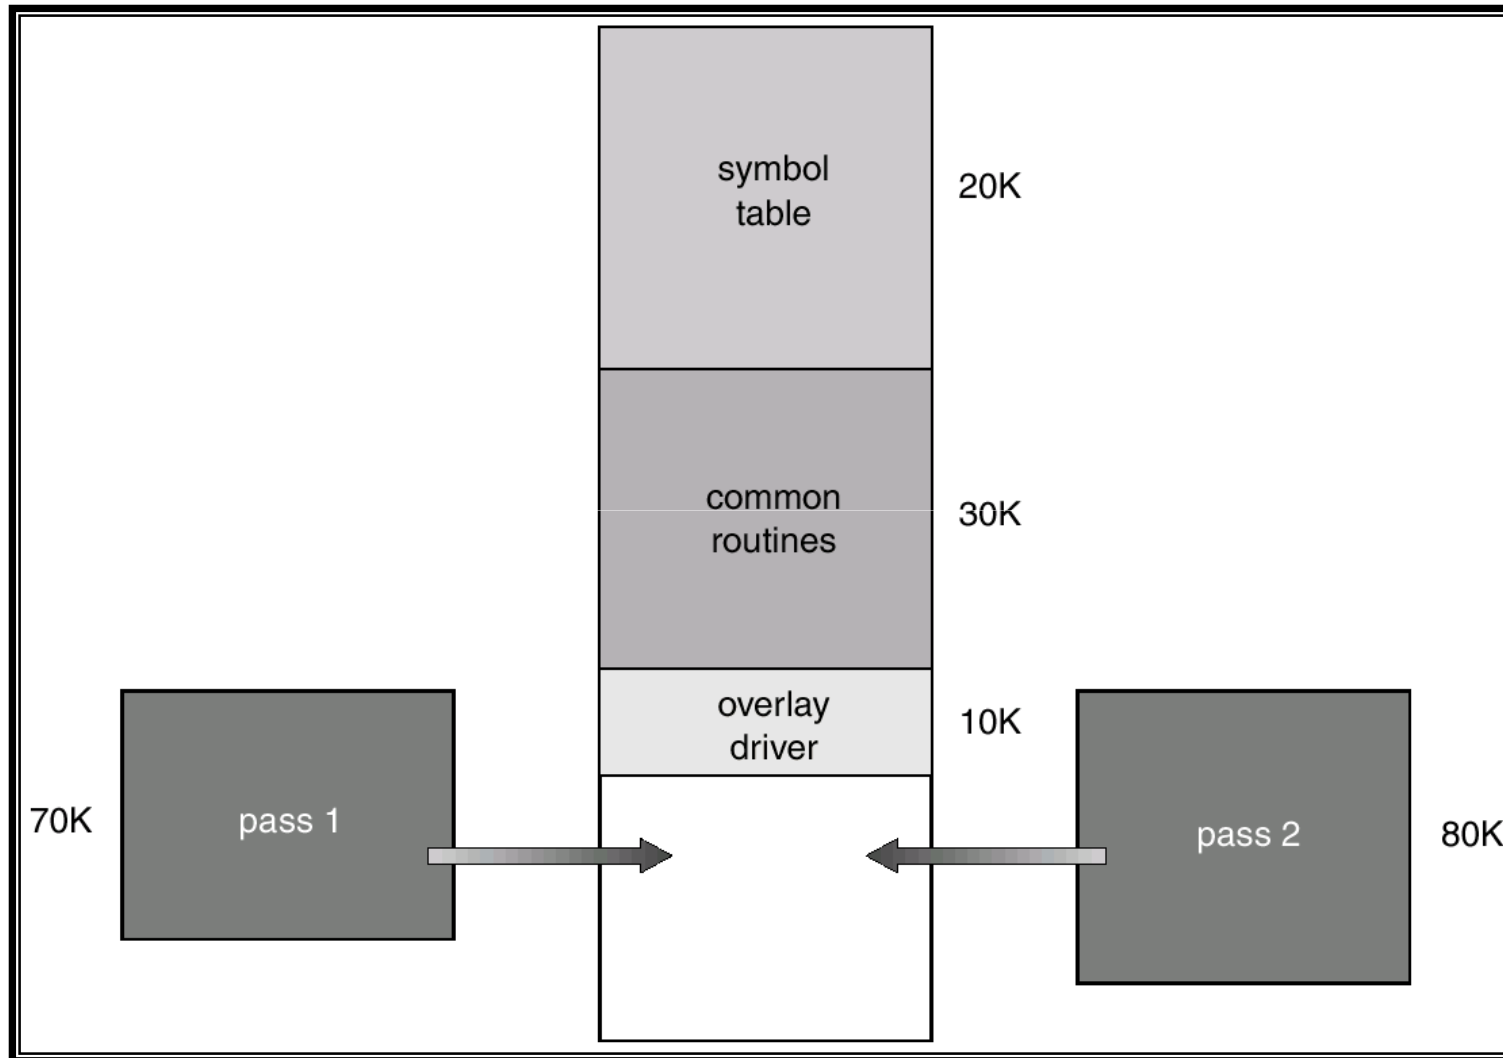 symbol
table
20K
common
routines
30K
overlay
driver
10K
70K
pass 1
pass 2
80K